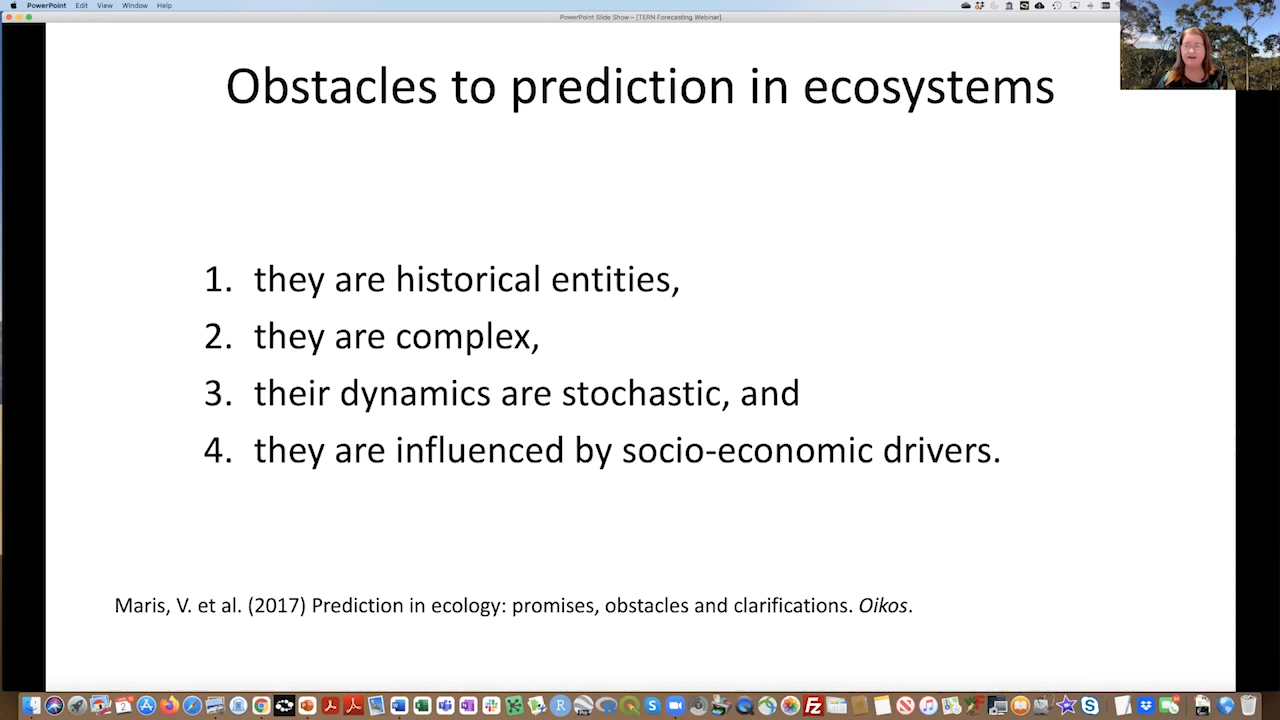 PowerPoint Edit View Window Help
PowerPoint Slide Show – [TERN Forecasting Webinar]
Obstacles to prediction in ecosystems
1. they are historical entities,
2. they are complex,
3. their dynamics are stochastic, and
4. they are influenced by socio-economic drivers.
Maris, V. et al. (2017) Prediction in ecology: promises, obstacles and clarifications. Oikos.